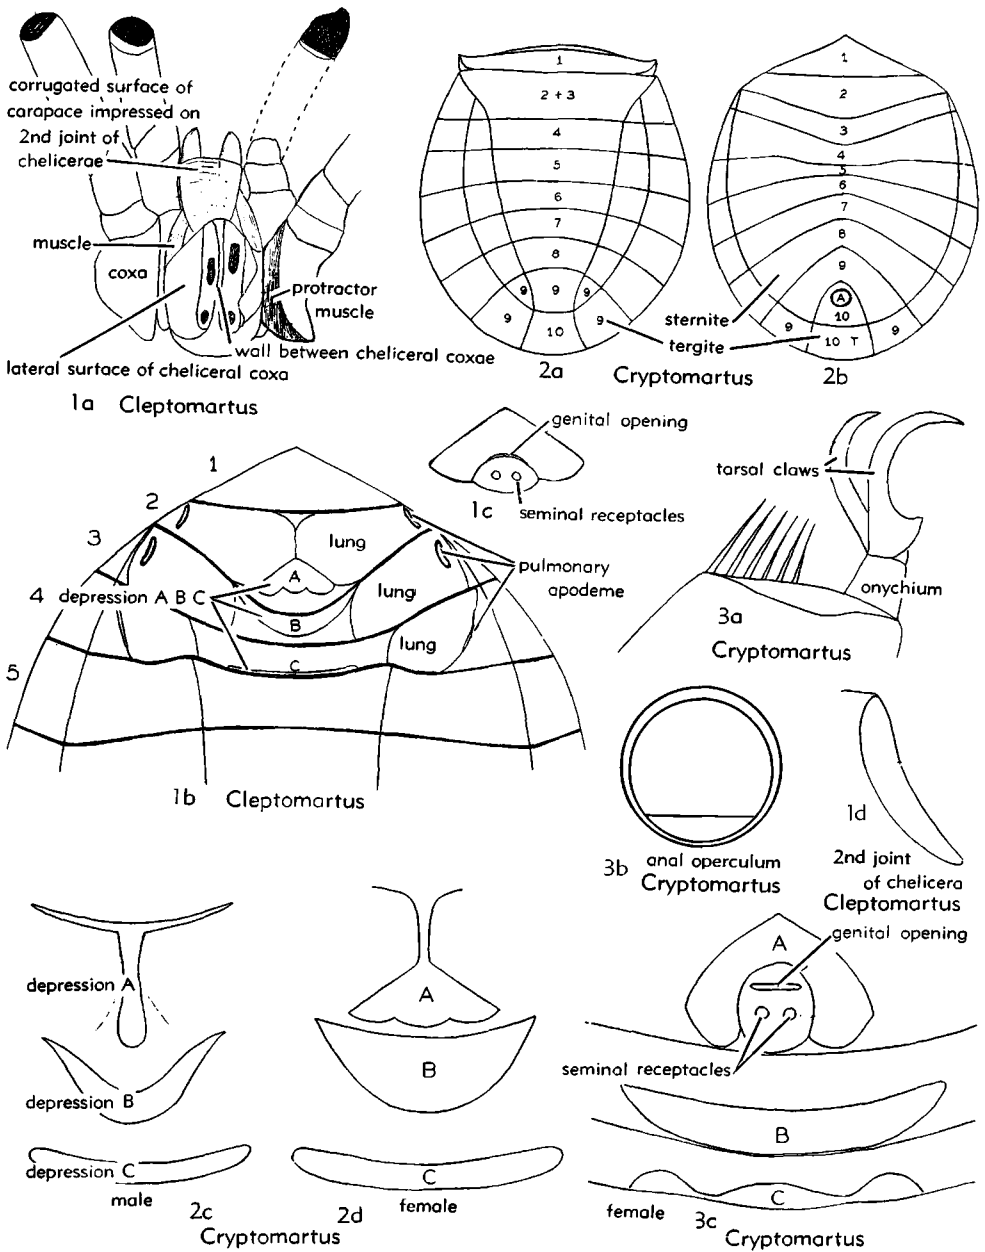 corrugated surface of
carapace impressed on
2nd joint of
chelicerae
muscle
coxa
protractor
muscle
wall between cheliceral coxae
lateral surface of cheliceral coxa
1a Cleptomartus
1
2 + 3
4
5
6
7
8
9 9 9
9 10 9
2a
1
2
3
4
5
6
7
8
9
A
10
9 10 T 9
sternite
tergite
2b
Cryptomartus
genital opening
seminal receptacles
1c
1
2
3
4
5
lung
lung
lung
A
B
C
depression A B C
pulmonary
apodeme
1b Cleptomartus
tarsal claws
onychium
3a
Cryptomartus
3b anal operculum
Cryptomartus
1d
2nd joint
of chelicera
Cleptomartus
depression A
depression B
depression C
male
2c
A
B
C
female
2d
Cryptomartus
A
genital opening
seminal receptacles
B
C
female 3c
Cryptomartus